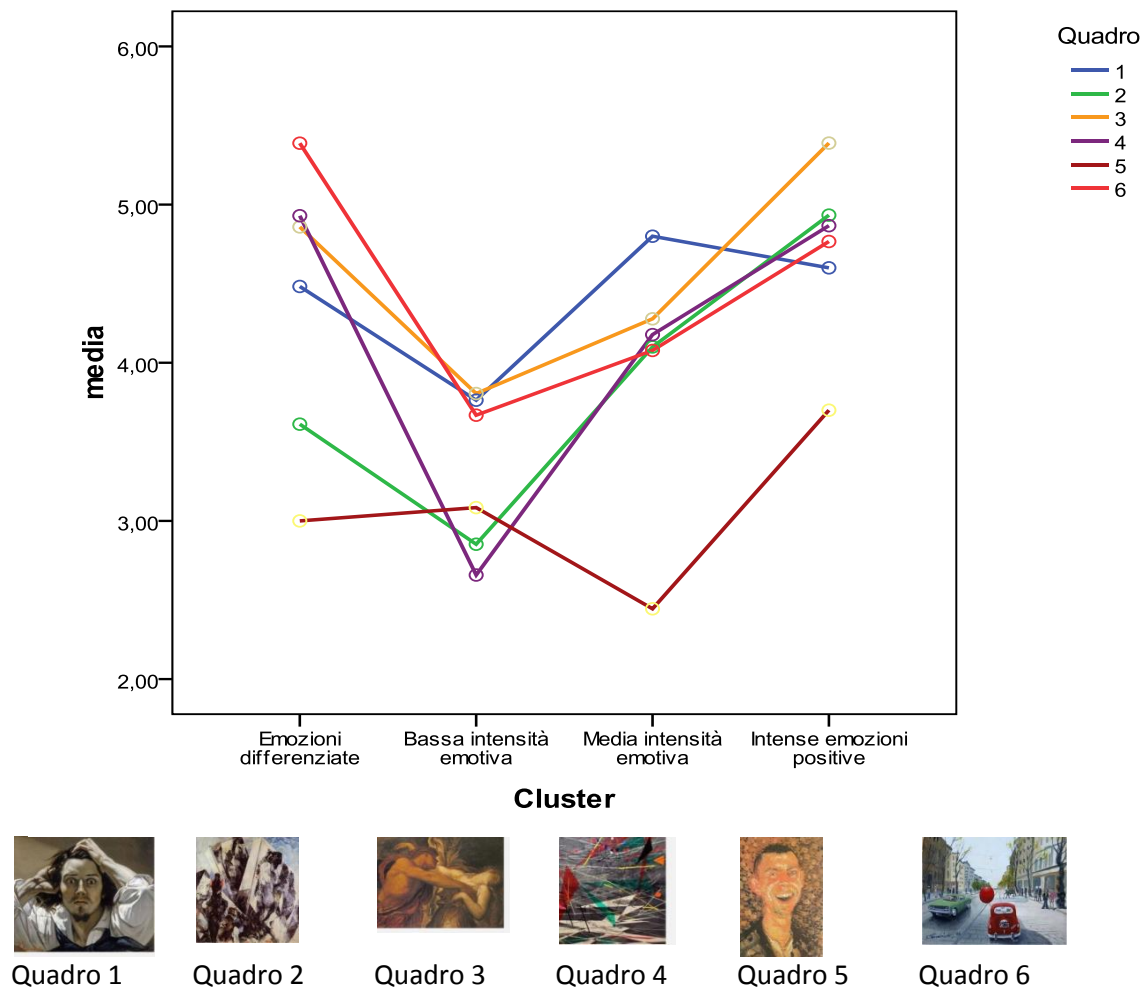 Quadro
1
2
3
4
5
6
6,00
5,00
4,00
3,00
2,00
media
Emozioni
differenziate
Bassa intensità
emotiva
Media intensità
emotiva
Intense emozioni
positive
Cluster
Quadro 1
Quadro 2
Quadro 3
Quadro 4
Quadro 5
Quadro 6